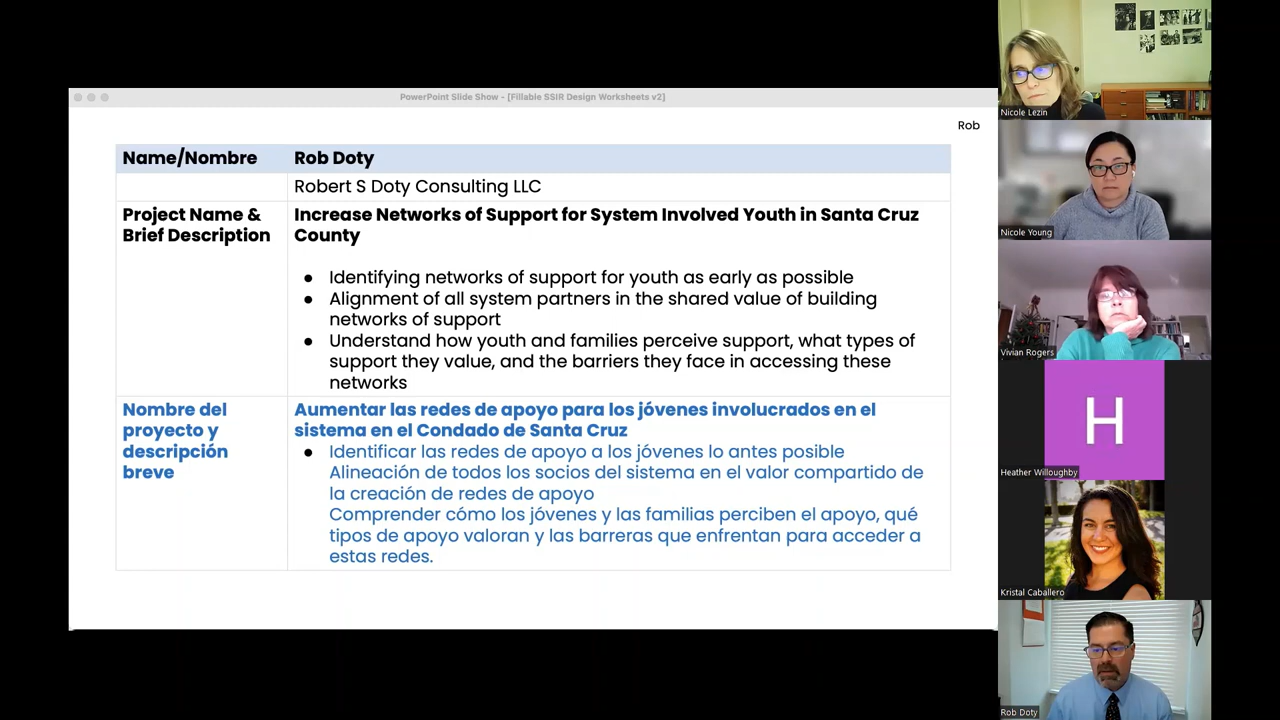 PowerPoint Slide Show - [Fillable SSIR Design Worksheets v2]
Rob
Name/Nombre
Rob Doty
Robert S Doty Consulting LLC
Project Name &
Brief Description
Increase Networks of Support for System Involved Youth in Santa Cruz
County
● Identifying networks of support for youth as early as possible
● Alignment of all system partners in the shared value of building
networks of support
● Understand how youth and families perceive support, what types of
support they value, and the barriers they face in accessing these
networks
Nombre del
proyecto y
descripción
breve
Aumentar las redes de apoyo para los jóvenes involucrados en el
sistema en el Condado de Santa Cruz
● Identificar las redes de apoyo a los jóvenes lo antes posible
Alineación de todos los socios del sistema en el valor compartido de
la creación de redes de apoyo
Comprender cómo los jóvenes y las familias perciben el apoyo, qué
tipos de apoyo valoran y las barreras que enfrentan para acceder a
estas redes.
Nicole Lezin
Nicole Young
Vivian Rogers
H
Heather Willoughby
Kristal Caballero
Rob Doty